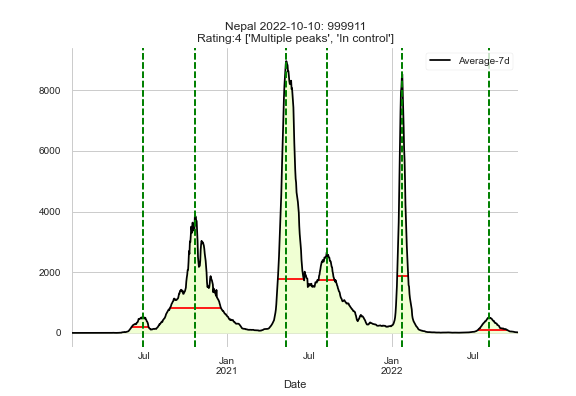 Nepal 2022-10-10: 999911
Rating:4 ['Multiple peaks', 'In control']
Average-7d
8000
6000
4000
2000
0
Jul
Jan
2021
Jul
Jan
2022
Jul
Date